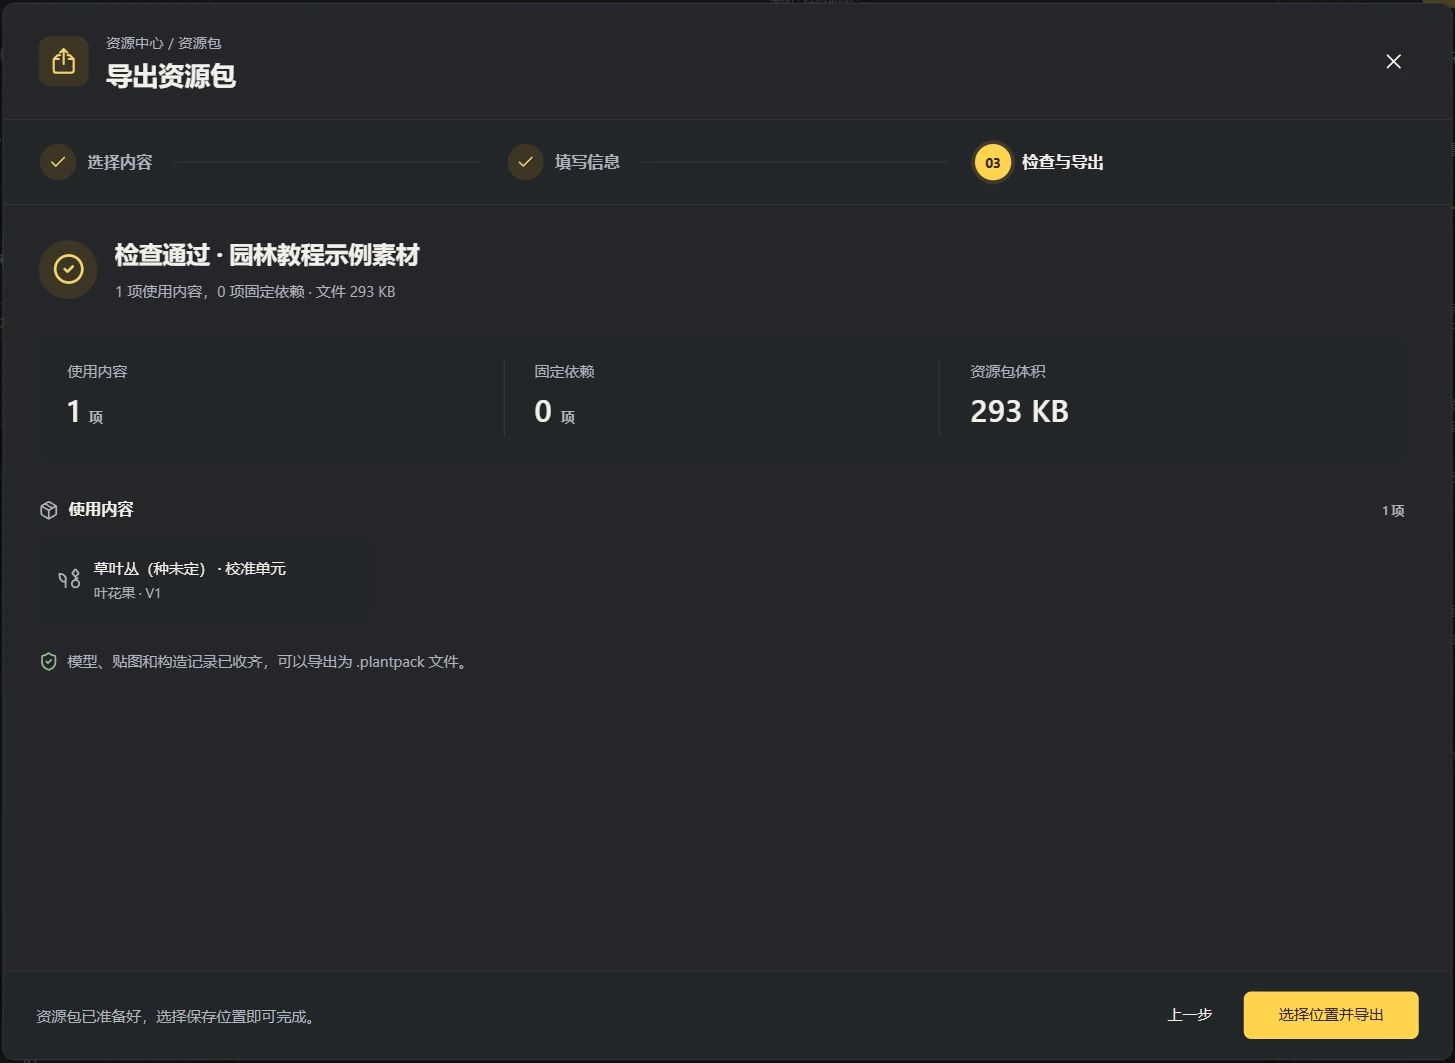 资源中心 / 资源包
导出资源包
选择内容
填写信息
03 检查与导出
检查通过 · 园林教程示例素材
1 项使用内容，0 项固定依赖 · 文件 293 KB
使用内容
1 项
固定依赖
0 项
资源包体积
293 KB
使用内容
1 项
草叶丛（种未定） · 校准单元
叶花果 · V1
模型、贴图和构造记录已收齐，可以导出为 .plantpack 文件。
资源包已准备好，选择保存位置即可完成。
上一步
选择位置并导出